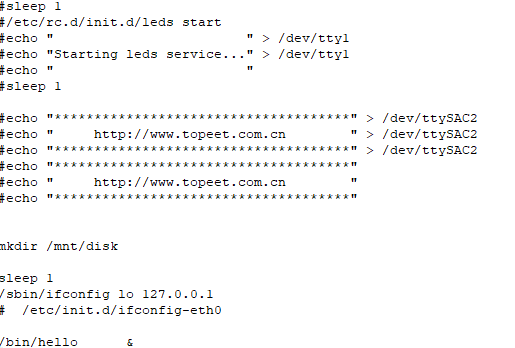 #sleep 1
#/etc/rc.d/init.d/leds start
#echo "                        " > /dev/tty1
#echo "Starting leds service..." > /dev/tty1
#echo "                        "
#sleep 1
#echo "*************************************" > /dev/ttySAC2
#echo "     http://www.topeet.com.cn        " > /dev/ttySAC2
#echo "*************************************" > /dev/ttySAC2
#echo "*************************************"
#echo "     http://www.topeet.com.cn        "
#echo "*************************************"
mkdir /mnt/disk
sleep 1
/sbin/ifconfig lo 127.0.0.1
#  /etc/init.d/ifconfig-eth0
/bin/hello      &